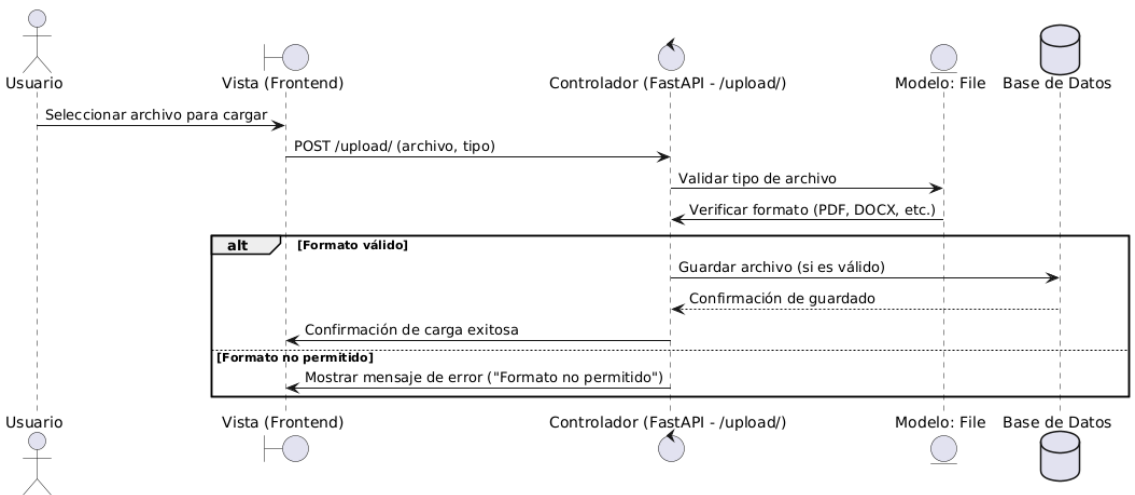 Usuario
Vista (Frontend)
Controlador (FastAPI - /upload/)
Modelo: File
Base de Datos
Seleccionar archivo para cargar
POST /upload/ (archivo, tipo)
Validar tipo de archivo
Verificar formato (PDF, DOCX, etc.)
alt
[Formato válido]
Guardar archivo (si es válido)
Confirmación de guardado
Confirmación de carga exitosa
[Formato no permitido]
Mostrar mensaje de error ("Formato no permitido")
Usuario
Vista (Frontend)
Controlador (FastAPI - /upload/)
Modelo: File
Base de Datos